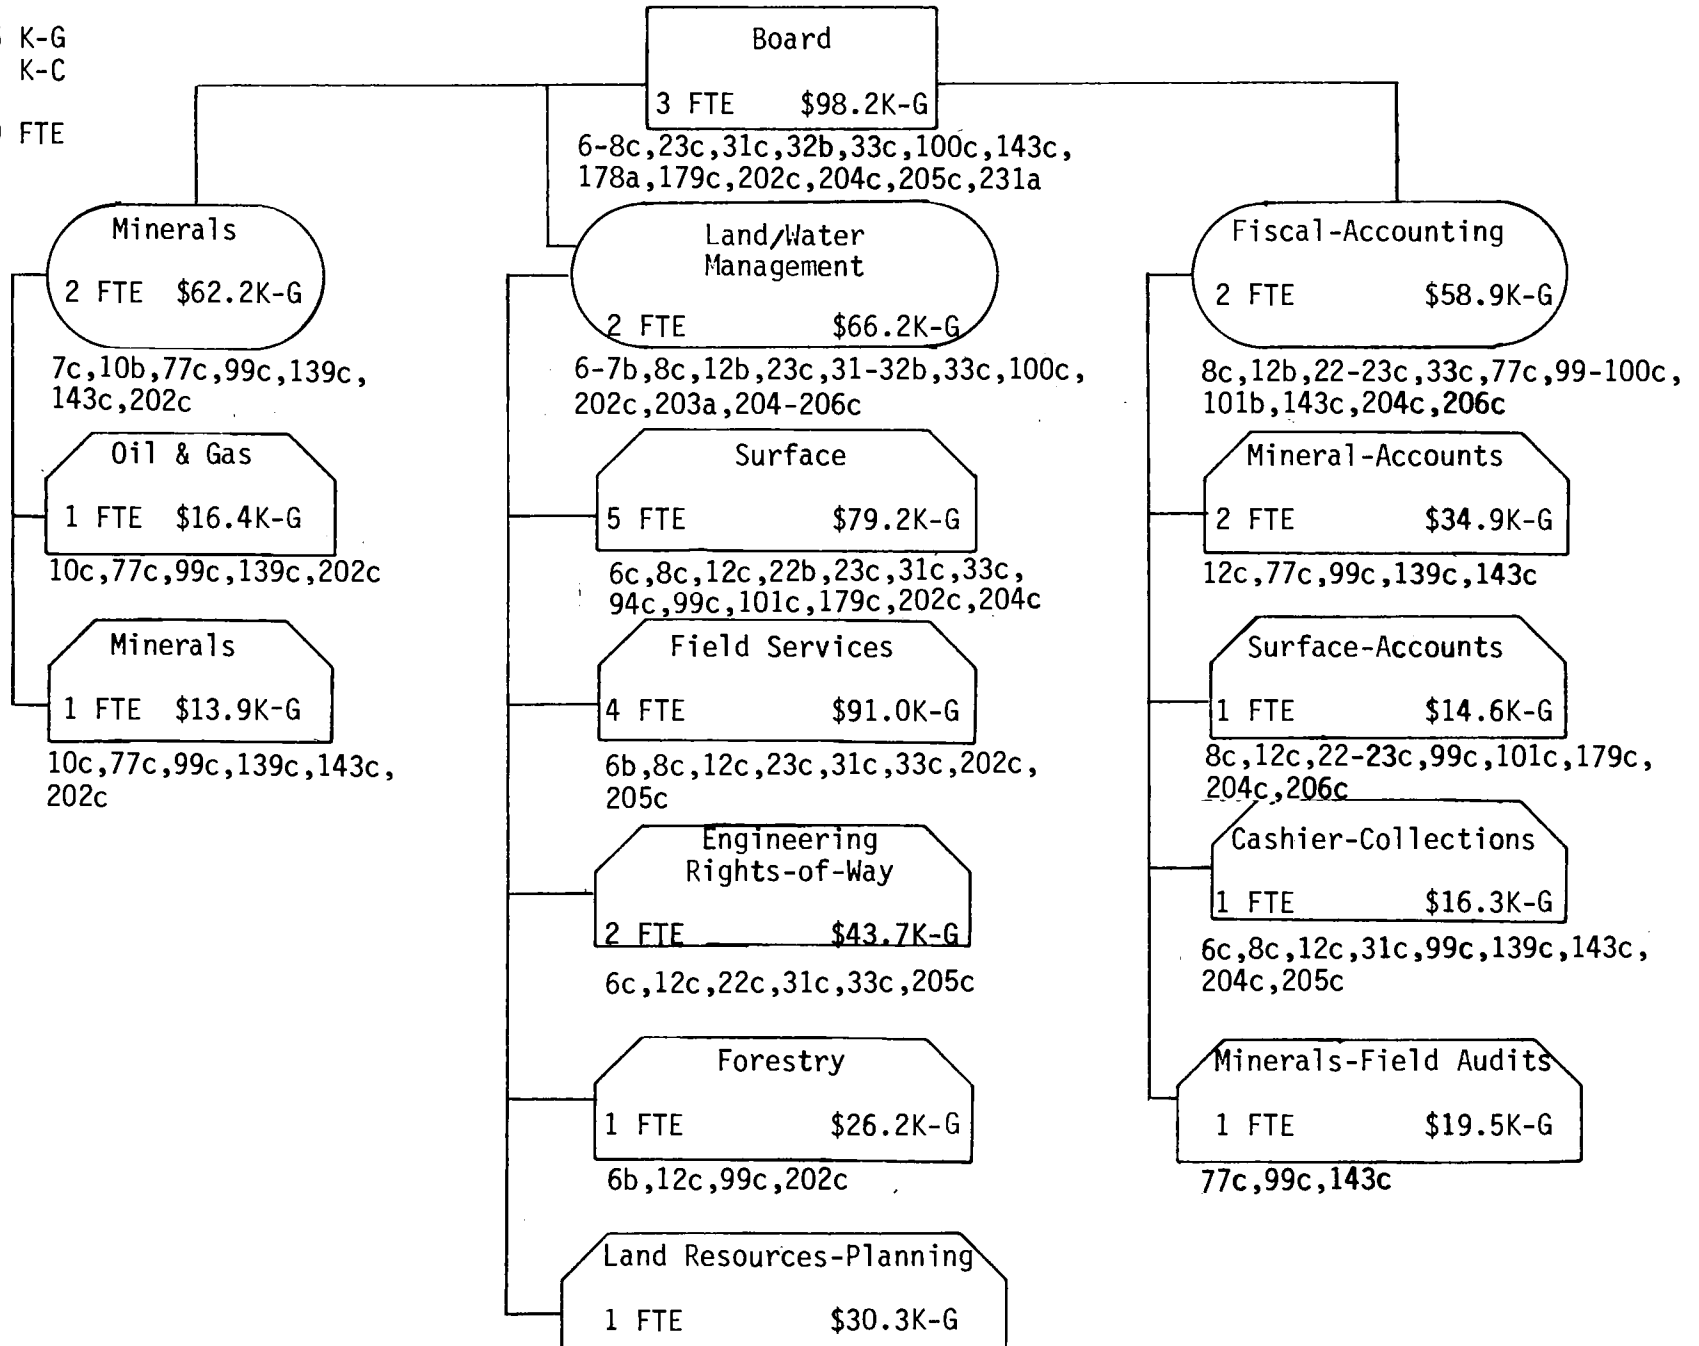 K-G
K-C
FTE
Board
3 FTE $98.2K-G
6-8c,23c,31c,32b,33c,100c,143c,
178a,179c,202c,204c,205c,231a
Minerals
2 FTE $62.2K-G
7c,10b,77c,99c,139c,
143c,202c
Oil & Gas
1 FTE $16.4K-G
10c,77c,99c,139c,202c
Minerals
1 FTE $13.9K-G
10c,77c,99c,139c,143c,
202c
Land/Water
Management
2 FTE $66.2K-G
6-7b,8c,12b,23c,31-32b,33c,100c,
202c,203a,204-206c
Surface
5 FTE $79.2K-G
6c,8c,12c,22b,23c,31c,33c,
94c,99c,101c,179c,202c,204c
Field Services
4 FTE $91.0K-G
6b,8c,12c,23c,31c,33c,202c,
205c
Engineering
Rights-of-Way
2 FTE $43.7K-G
6c,12c,22c,31c,33c,205c
Forestry
1 FTE $26.2K-G
6b,12c,99c,202c
Land Resources-Planning
1 FTE $30.3K-G
Fiscal-Accounting
2 FTE $58.9K-G
8c,12b,22-23c,33c,77c,99-100c,
101b,143c,204c,206c
Mineral-Accounts
2 FTE $34.9K-G
12c,77c,99c,139c,143c
Surface-Accounts
1 FTE $14.6K-G
8c,12c,22-23c,99c,101c,179c,
204c,206c
Cashier-Collections
1 FTE $16.3K-G
6c,8c,12c,31c,99c,139c,143c,
204c,205c
Minerals-Field Audits
1 FTE $19.5K-G
77c,99c,143c